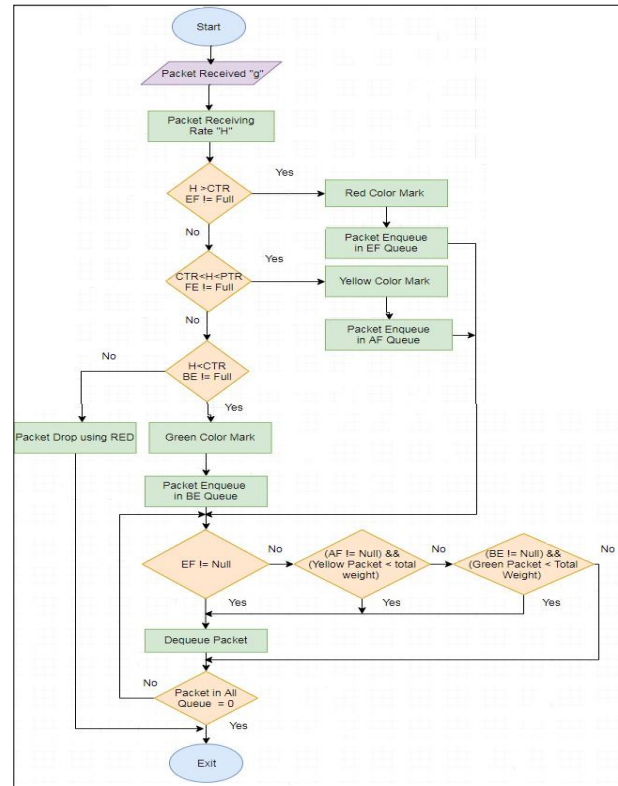 Start
Packet Received "g"
Packet Receiving
Rate "H"
H >CTR
EF != Full
Yes
Red Color Mark
Packet Enqueue
in EF Queue
No
CTR<H<PTR
FE != Full
Yes
Yellow Color Mark
Packet Enqueue
in AF Queue
No
H<CTR
BE != Full
No
Packet Drop using RED
Yes
Green Color Mark
Packet Enqueue
in BE Queue
EF != Null
No
(AF != Null) &&
(Yellow Packet < total
weight)
No
(BE != Null) &&
(Green Packet < Total
Weight)
No
Yes
Yes
Yes
Dequeue Packet
Packet in All
Queue = 0
No
Yes
Exit